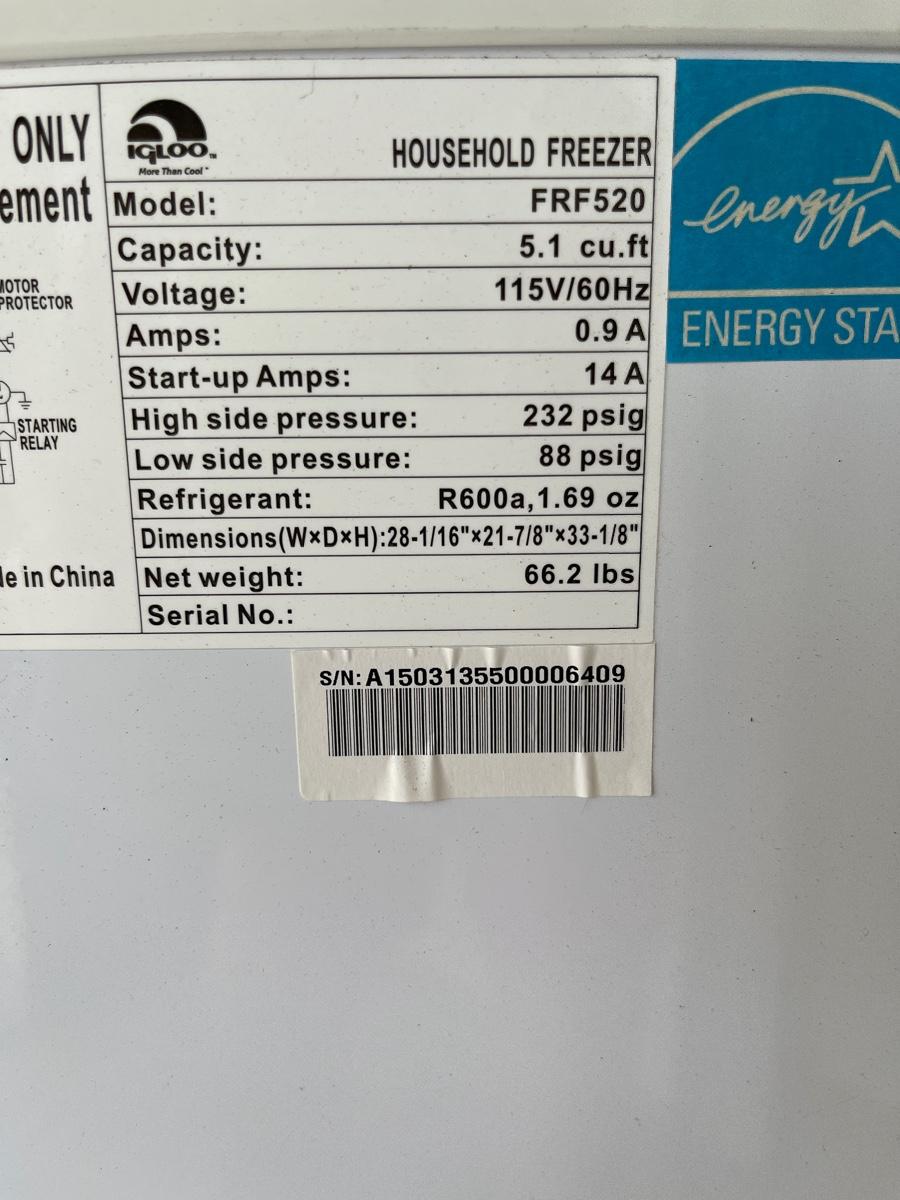 ONLY
ement
MOTOR
PROTECTOR
STARTING
RELAY
le in China
IGLOO™
More Than Cool™
HOUSEHOLD FREEZER
Model: FRF520
Capacity: 5.1 cu.ft
Voltage: 115V/60Hz
Amps: 0.9 A
Start-up Amps: 14 A
High side pressure: 232 psig
Low side pressure: 88 psig
Refrigerant: R600a,1.69 oz
Dimensions(W×D×H):28-1/16"×21-7/8"×33-1/8"
Net weight: 66.2 lbs
Serial No.:
S/N: A1503135500006409
energy
ENERGY STA